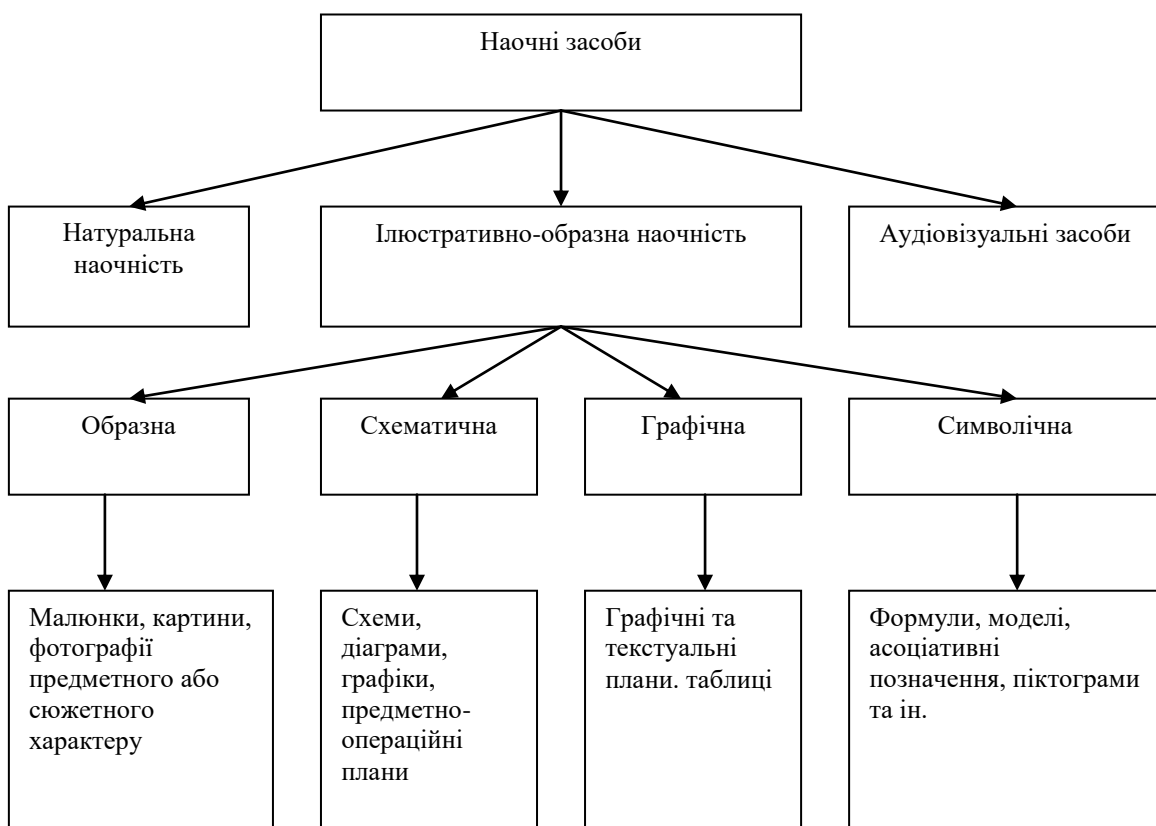 Наочні засоби
Натуральна
наочність
Ілюстративно-образна наочність
Аудіовізуальні засоби
Образна
Схематична
Графічна
Символічна
Малюнки, картини,
фотографії
предметного або
сюжетного
характеру
Схеми,
діаграми,
графіки,
предметно-
операційні
плани
Графічні та
текстуальні
плани. таблиці
Формули, моделі,
асоціативні
позначення, піктограми
та ін.